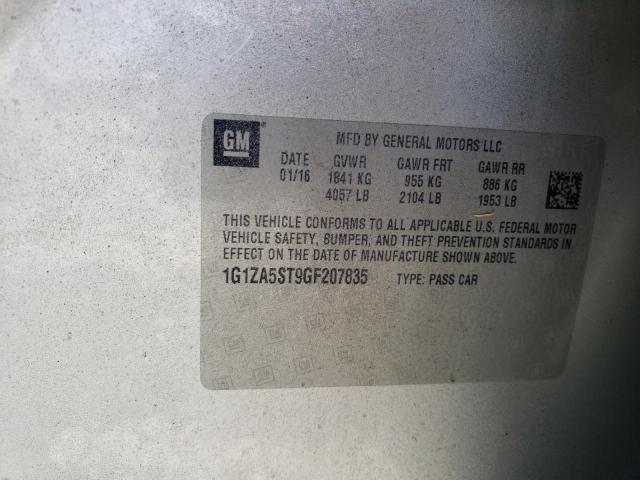 GM
MFD BY GENERAL MOTORS LLC
DATE GVWR GAWR FRT GAWR RR
01/16 1841 KG 955 KG 886 KG
4057 LB 2104 LB 1953 LB
THIS VEHICLE CONFORMS TO ALL APPLICABLE U.S. FEDERAL MOTOR
VEHICLE SAFETY, BUMPER, AND THEFT PREVENTION STANDARDS IN
EFFECT ON THE DATE OF MANUFACTURE SHOWN ABOVE.
1G1ZA5ST9GF207835 TYPE: PASS CAR